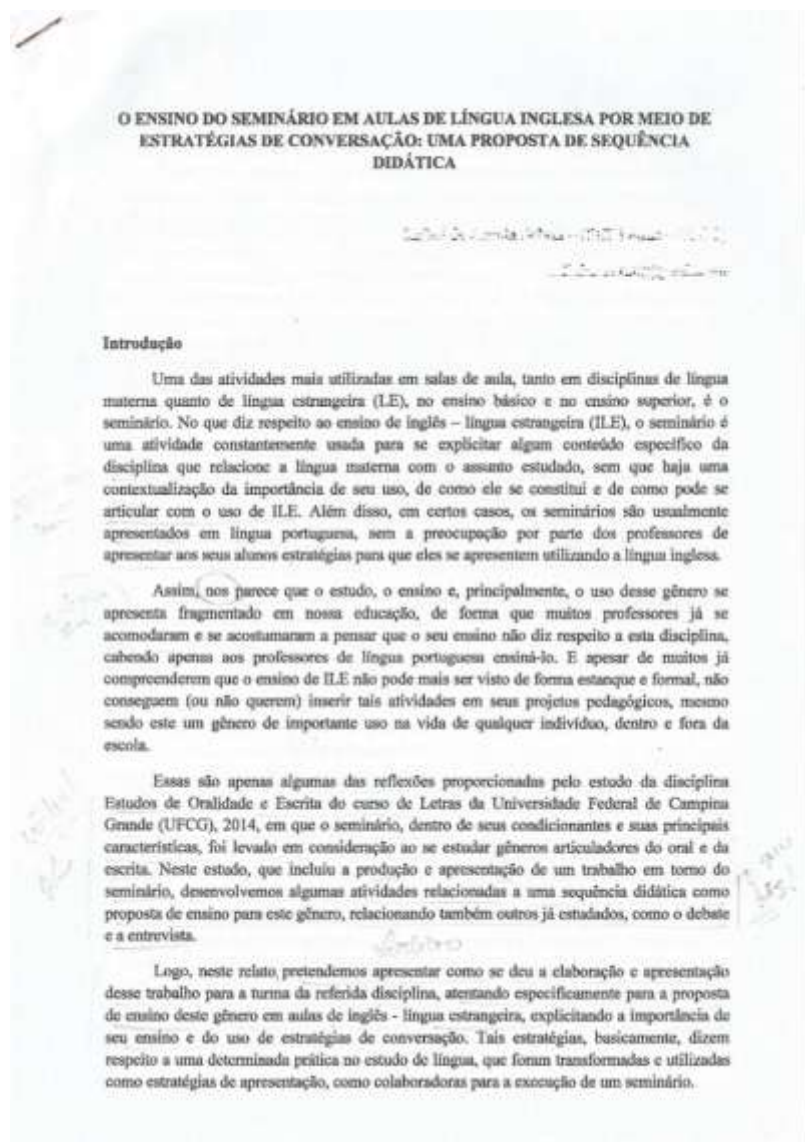 O ENSINO DO SEMINÁRIO EM AULAS DE LÍNGUA INGLESA POR MEIO DE
ESTRATÉGIAS DE CONVERSAÇÃO: UMA PROPOSTA DE SEQUÊNCIA
DIDÁTICA
Introdução
Uma das atividades mais utilizadas em salas de aula, tanto em disciplinas de língua
materna quanto de língua estrangeira (LE), no ensino básico e no ensino superior, é o
seminário. No que diz respeito ao ensino de inglês – língua estrangeira (ILE), o seminário é
uma atividade constantemente usada para se explicitar algum conteúdo específico da
disciplina que relacione a língua materna com o assunto estudado, sem que haja uma
contextualização da importância de seu uso, de como ele se constitui e de como pode se
articular com o uso de ILE. Além disso, em certos casos, os seminários são usualmente
apresentados em língua portuguesa, sem a preocupação por parte dos professores de
apresentar aos seus alunos estratégias para que eles se apresentem utilizando a língua inglesa.
Assim, nos parece que o estudo, o ensino e, principalmente, o uso desse gênero se
apresenta fragmentado em nossa educação, de forma que muitos professores já se
acomodaram e se acostumaram a pensar que o seu ensino não diz respeito a esta disciplina,
cabendo apenas aos professores de língua portuguesa ensiná-lo. E apesar de muitos já
compreenderem que o ensino de ILE não pode mais ser visto de forma estanque e formal, não
conseguem (ou não querem) inserir tais atividades em seus projetos pedagógicos, mesmo
sendo este um gênero de importante uso na vida de qualquer indivíduo, dentro e fora da
escola.
Essas são apenas algumas das reflexões proporcionadas pelo estudo da disciplina
Estudos de Oralidade e Escrita do curso de Letras da Universidade Federal de Campina
Grande (UFCG), 2014, em que o seminário, dentro de seus condicionantes e suas principais
características, foi levado em consideração ao se estudar gêneros articuladores do oral e da
escrita. Neste estudo, que incluiu a produção e apresentação de um trabalho em torno do
seminário, desenvolvemos algumas atividades relacionadas a uma sequência didática como
proposta de ensino para este gênero, relacionando também outros já estudados, como o debate
e a entrevista.
Logo, neste relato, pretendemos apresentar como se deu a elaboração e apresentação
desse trabalho para a turma da referida disciplina, atentando especificamente para a proposta
de ensino deste gênero em aulas de inglês - língua estrangeira, explicitando a importância de
seu ensino e do uso de estratégias de conversação. Tais estratégias, basicamente, dizem
respeito a uma determinada prática no estudo de língua, que foram transformadas e utilizadas
como estratégias de apresentação, como colaboradoras para a execução de um seminário.